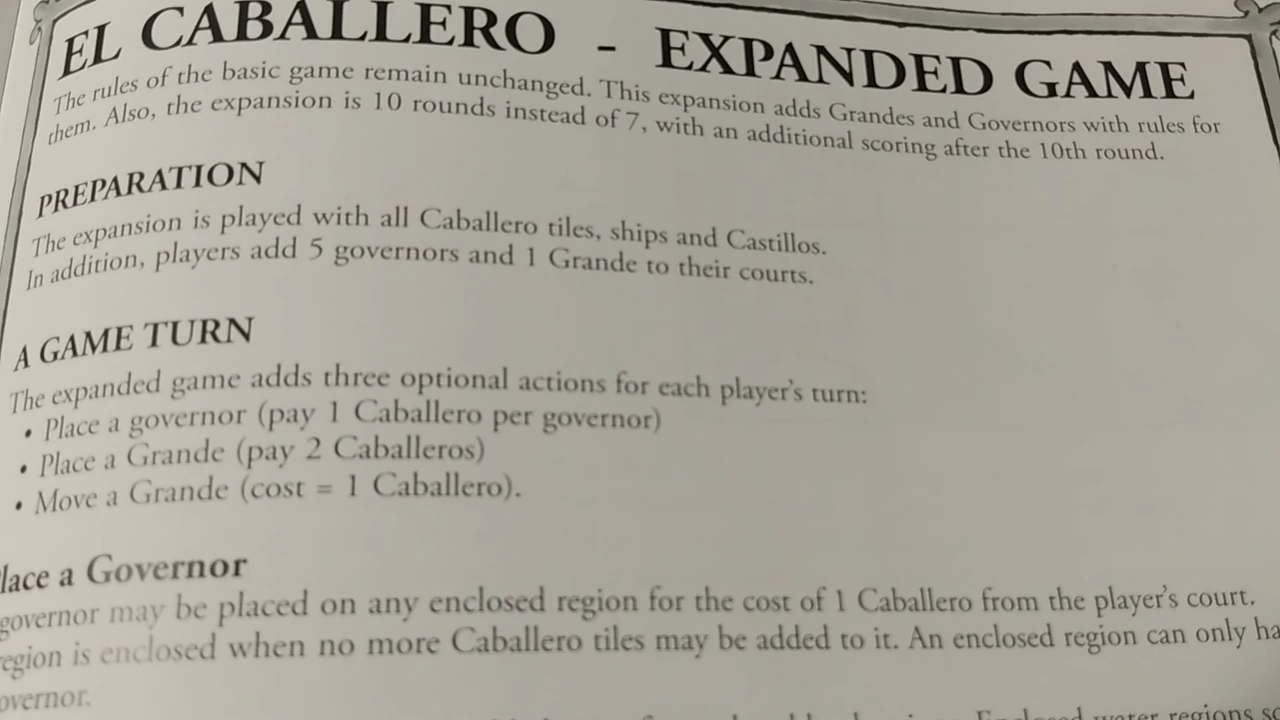 EL CABALLERO - EXPANDED GAME
The rules of the basic game remain unchanged. This expansion adds Grandes and Governors with rules for
them. Also, the expansion is 10 rounds instead of 7, with an additional scoring after the 10th round.
PREPARATION
The expansion is played with all Caballero tiles, ships and Castillos.
In addition, players add 5 governors and 1 Grande to their courts.
A GAME TURN
The expanded game adds three optional actions for each player's turn:
• Place a governor (pay 1 Caballero per governor)
• Place a Grande (pay 2 Caballeros)
• Move a Grande (cost = 1 Caballero).
lace a Governor
governor may be placed on any enclosed region for the cost of 1 Caballero from the player's court.
egion is enclosed when no more Caballero tiles may be added to it. An enclosed region can only ha
overnor.
Enclosed water regions